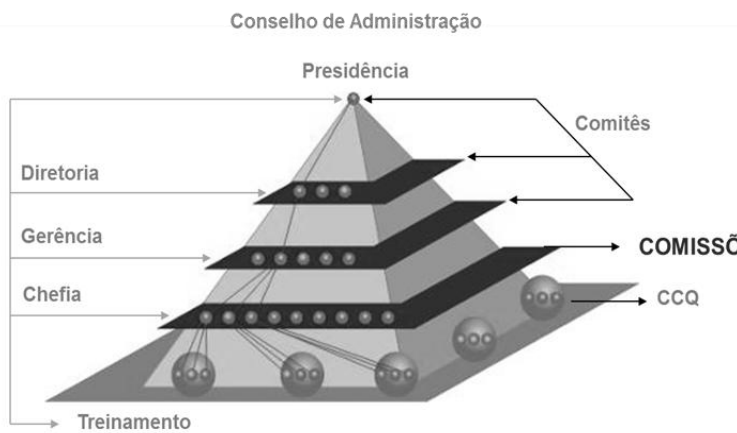 Conselho de Administração
Presidência
Comitês
Diretoria
Gerência
COMISSÕ
Chefia
CCQ
Treinamento